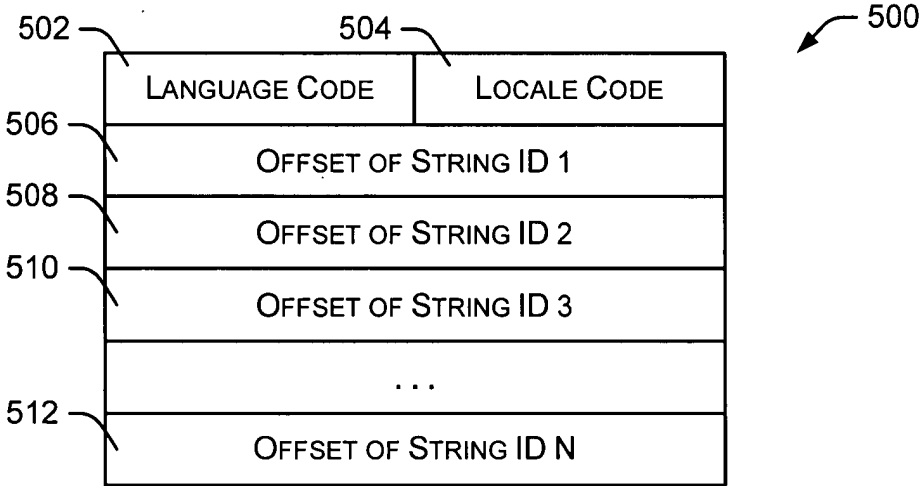 502 504 500
LANGUAGE CODE LOCALE CODE
506
OFFSET OF STRING ID 1
508
OFFSET OF STRING ID 2
510
OFFSET OF STRING ID 3
...
512
OFFSET OF STRING ID N